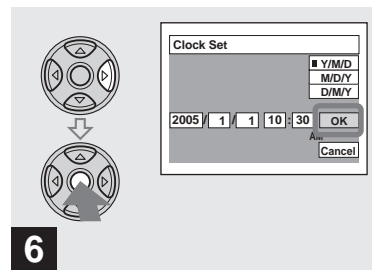 Clock Set
Y/M/D
M/D/Y
D/M/Y
2005 / 1 / 1 10 : 30 OK
AM
Cancel
6